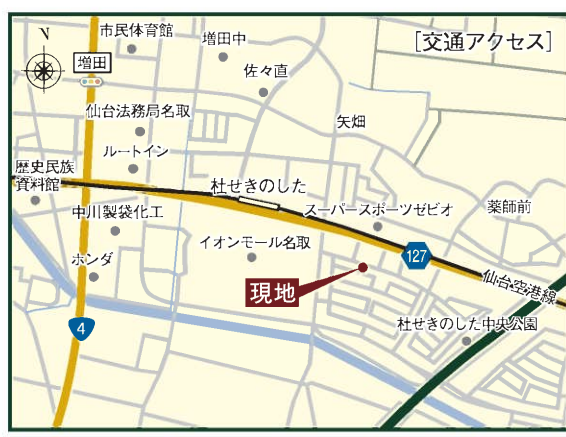 N
市民体育館
増田中
［交通アクセス］
増田
佐々直
仙台法務局名取
矢畑
ルートイン
歴史民族
資料館
杜せきのした
スーパースポーツゼビオ
薬師前
中川製袋化工
イオンモール名取
ホンダ
127
現地
仙台空港線
4
杜せきのした中央公園